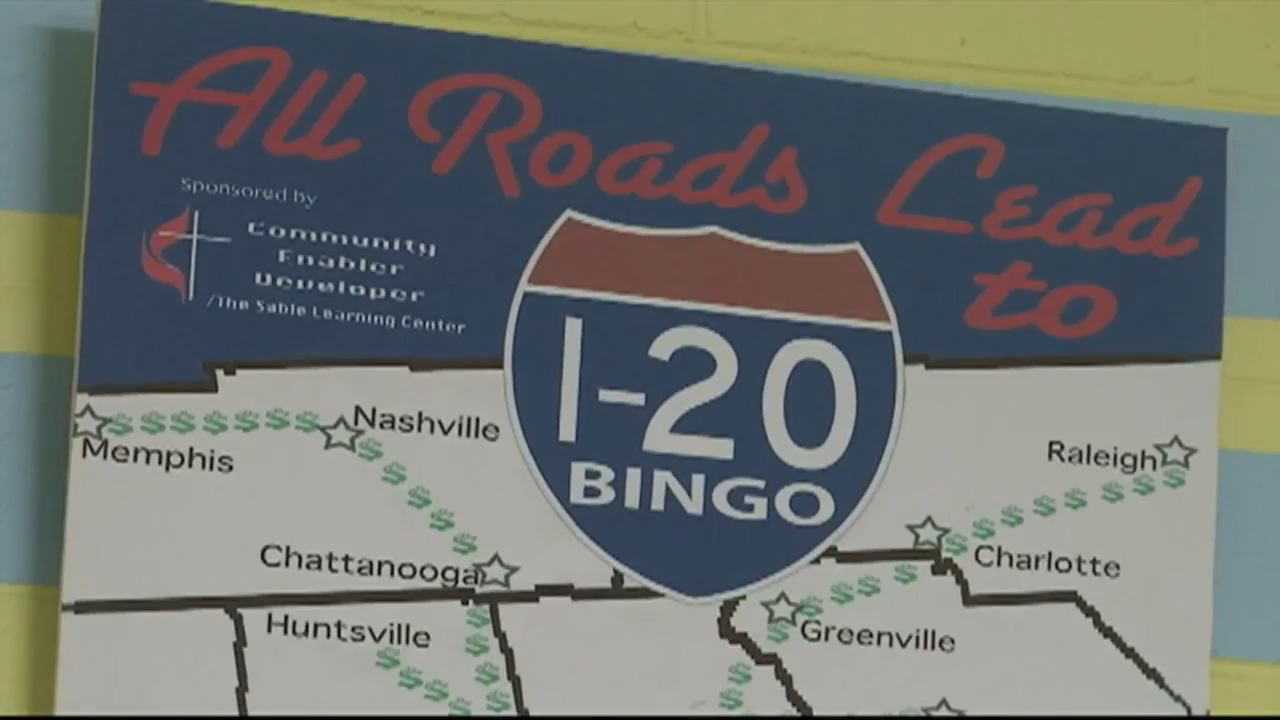 All Roads Lead
to
Sponsored by
Community
Enabler
Developer
/The Sable Learning Center
I-20
BINGO
$ $ $ $ $ $ $
Nashville
Memphis
Raleigh
Chattanooga
Charlotte
Huntsville
Greenville